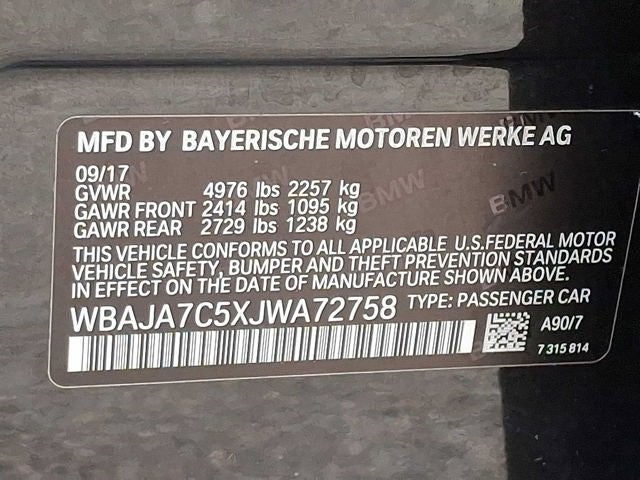 MFD BY BAYERISCHE MOTOREN WERKE AG
09/17
GVWR 4976 lbs 2257 kg
GAWR FRONT 2414 lbs 1095 kg
GAWR REAR 2729 lbs 1238 kg
THIS VEHICLE CONFORMS TO ALL APPLICABLE U.S.FEDERAL MOTOR
VEHICLE SAFETY, BUMPER AND THEFT PREVENTION STANDARDS
IN EFFECT ON THE DATE OF MANUFACTURE SHOWN ABOVE.
WBAJA7C5XJWA72758 TYPE: PASSENGER CAR
A90/7
7 315 814
BMW
BMW